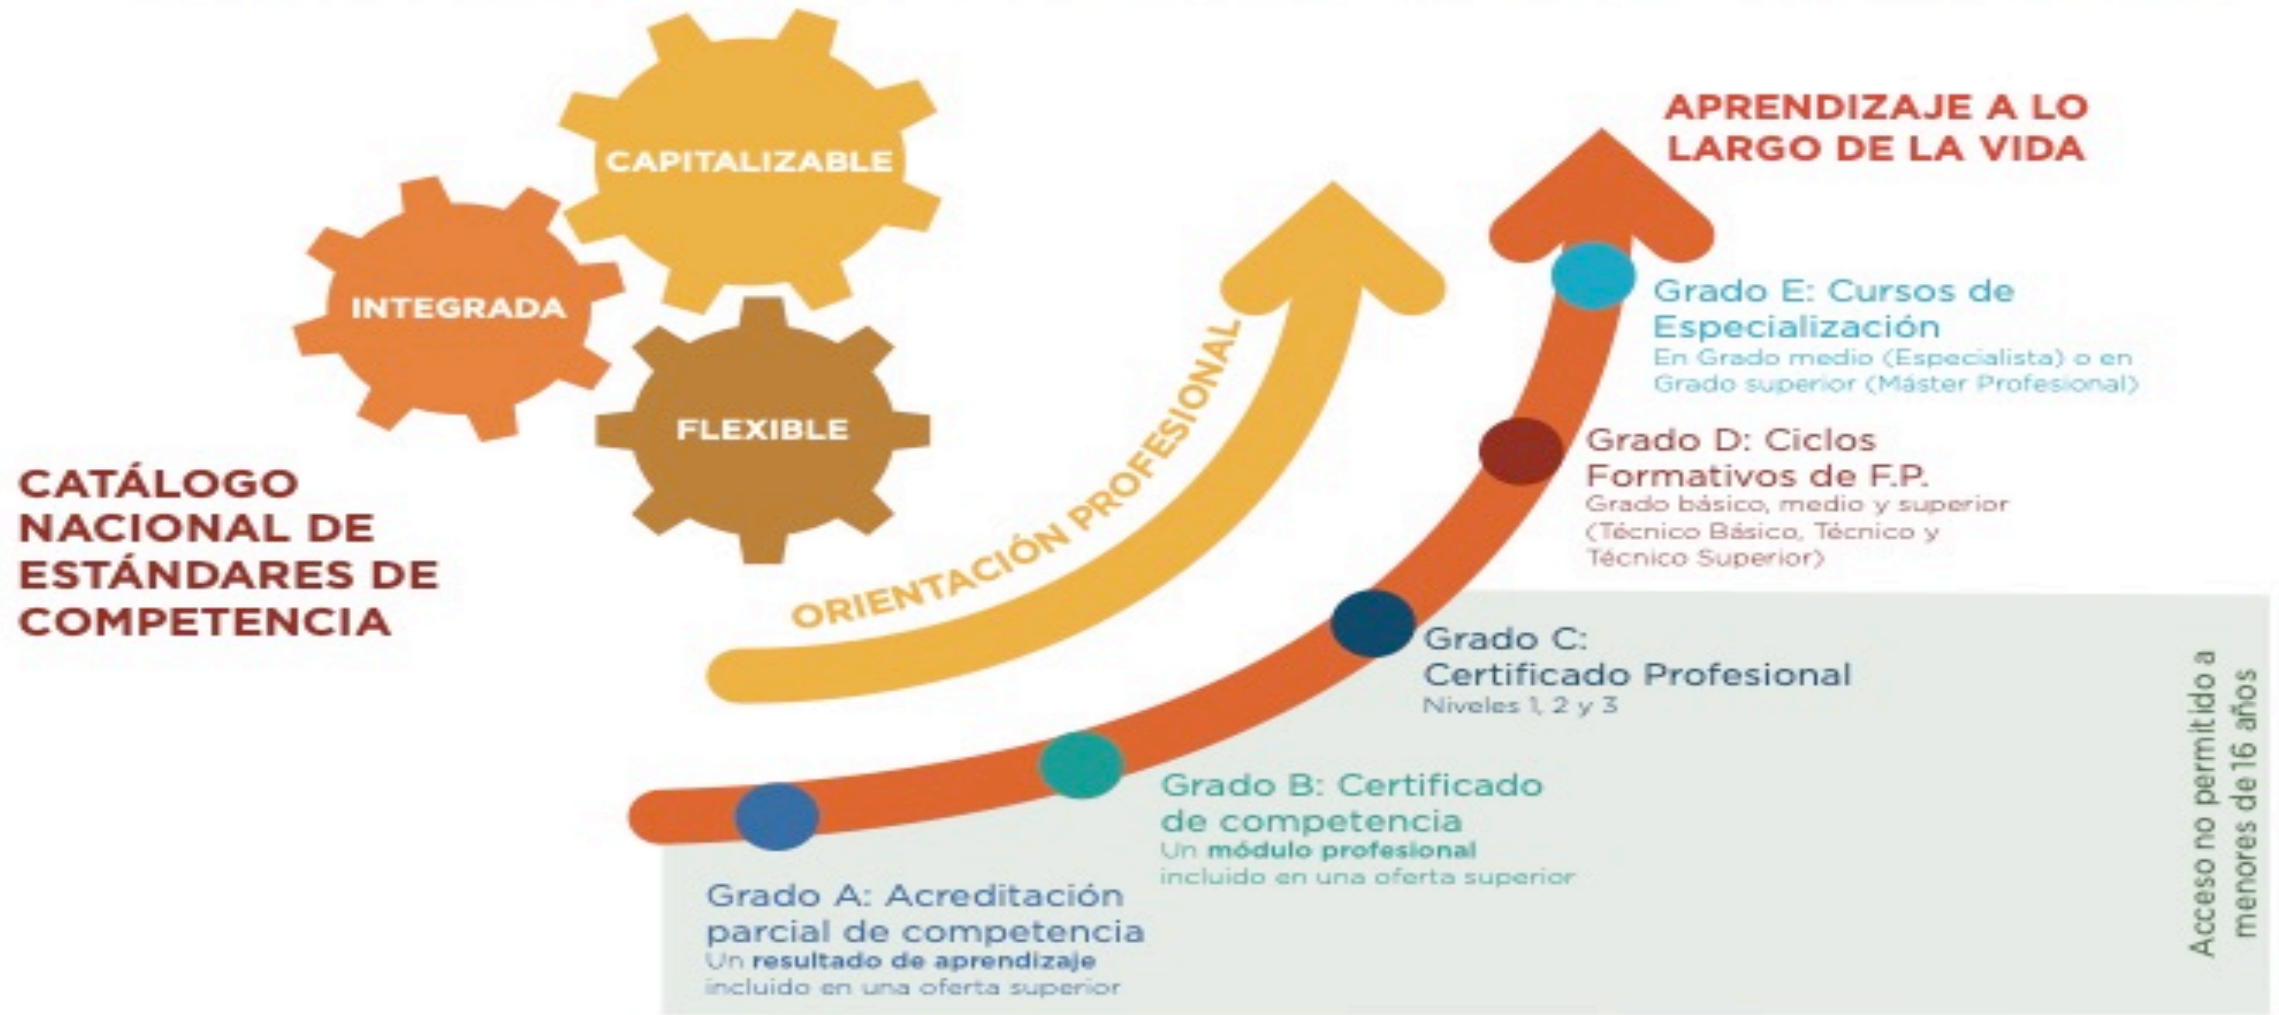 CAPITALIZABLE
INTEGRADA
FLEXIBLE
CATÁLOGO
NACIONAL DE
ESTÁNDARES DE
COMPETENCIA
ORIENTACIÓN PROFESIONAL
APRENDIZAJE A LO
LARGO DE LA VIDA
Grado E: Cursos de
Especialización
En Grado medio (Especialista) o en
Grado superior (Máster Profesional)
Grado D: Ciclos
Formativos de F.P.
Grado básico, medio y superior
(Técnico Básico, Técnico y
Técnico Superior)
Grado C:
Certificado Profesional
Niveles 1, 2 y 3
Grado B: Certificado
de competencia
Un módulo profesional
incluido en una oferta superior
Grado A: Acreditación
parcial de competencia
Un resultado de aprendizaje
incluido en una oferta superior
Acceso no permitido a
menores de 16 años